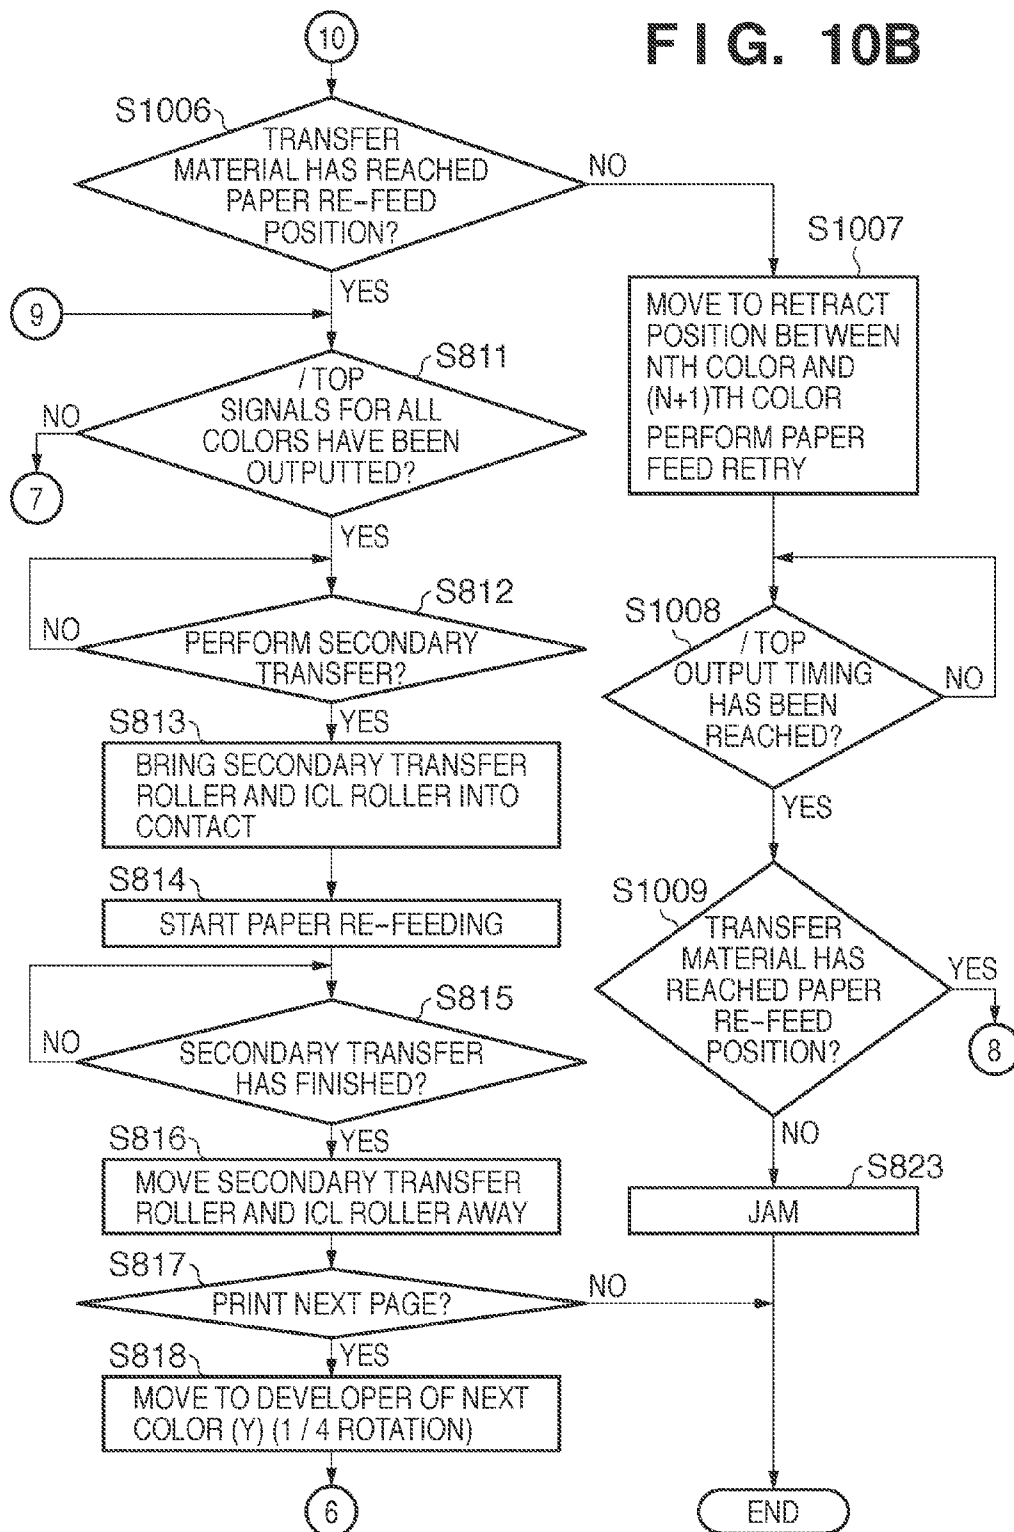 FIG. 10B
10
S1006
TRANSFER
MATERIAL HAS REACHED
PAPER RE-FEED
POSITION?
NO
YES
S1007
MOVE TO RETRACT
POSITION BETWEEN
NTH COLOR AND
(N+1)TH COLOR
PERFORM PAPER
FEED RETRY
9
S811
/ TOP
SIGNALS FOR ALL
COLORS HAVE BEEN
OUTPUTTED?
NO
7
YES
S812
PERFORM SECONDARY
TRANSFER?
NO
YES
S1008
/ TOP
OUTPUT TIMING
HAS BEEN
REACHED?
NO
YES
S813
BRING SECONDARY TRANSFER
ROLLER AND ICL ROLLER INTO
CONTACT
S814
START PAPER RE-FEEDING
S1009
TRANSFER
MATERIAL HAS
REACHED PAPER
RE-FEED
POSITION?
YES
8
NO
S815
SECONDARY TRANSFER
HAS FINISHED?
NO
YES
S816
MOVE SECONDARY TRANSFER
ROLLER AND ICL ROLLER AWAY
S823
JAM
S817
PRINT NEXT PAGE?
NO
YES
S818
MOVE TO DEVELOPER OF NEXT
COLOR (Y) (1 / 4 ROTATION)
6
END